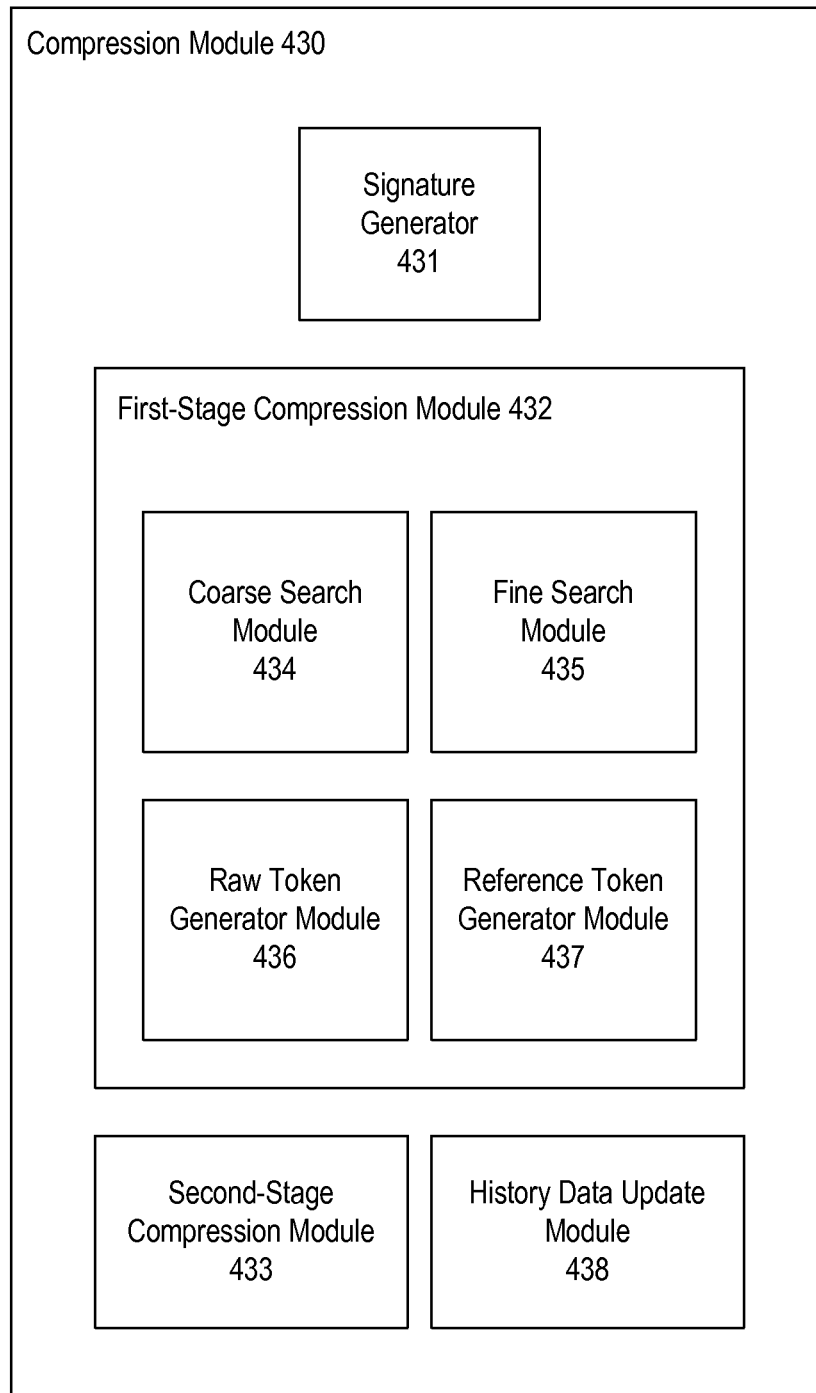 Compression Module 430
Signature
Generator
431
First-Stage Compression Module 432
Coarse Search
Module
434
Fine Search
Module
435
Raw Token
Generator Module
436
Reference Token
Generator Module
437
Second-Stage
Compression Module
433
History Data Update
Module
438